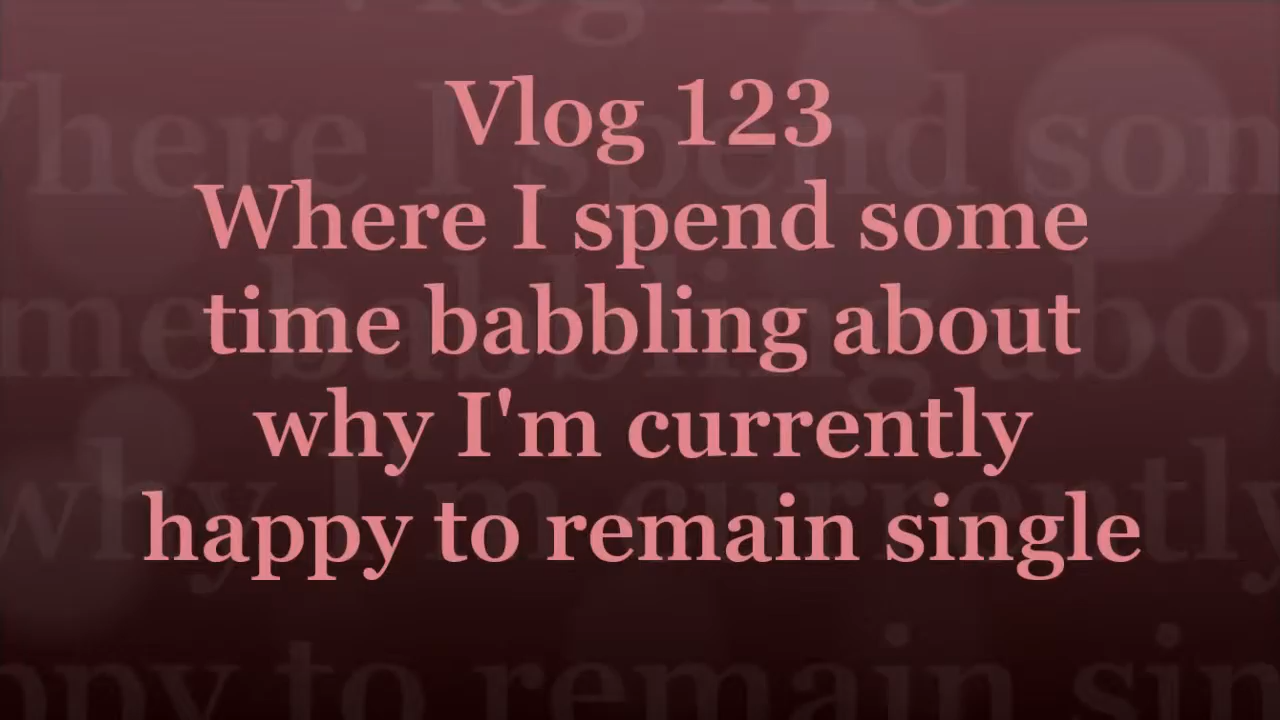 Vlog 123
Where I spend some
time babbling about
why I'm currently
happy to remain single